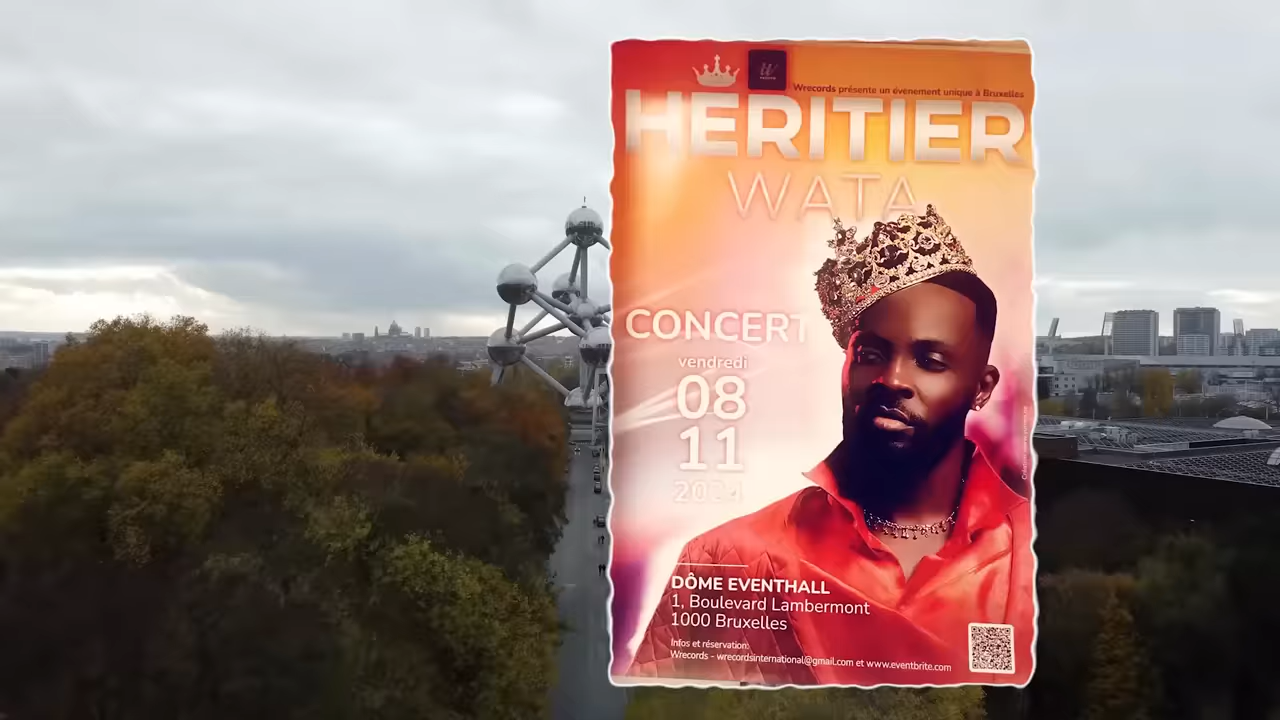 Wrecords présente un évenement unique à Bruxelles
HÉRITIER
WATA
CONCERT
vendredi
08
11
2024
DÔME EVENTHALL
1, Boulevard Lambermont
1000 Bruxelles
Infos et réservation:
Wrecords - wrecordsinternational@gmail.com et www.eventbrite.com